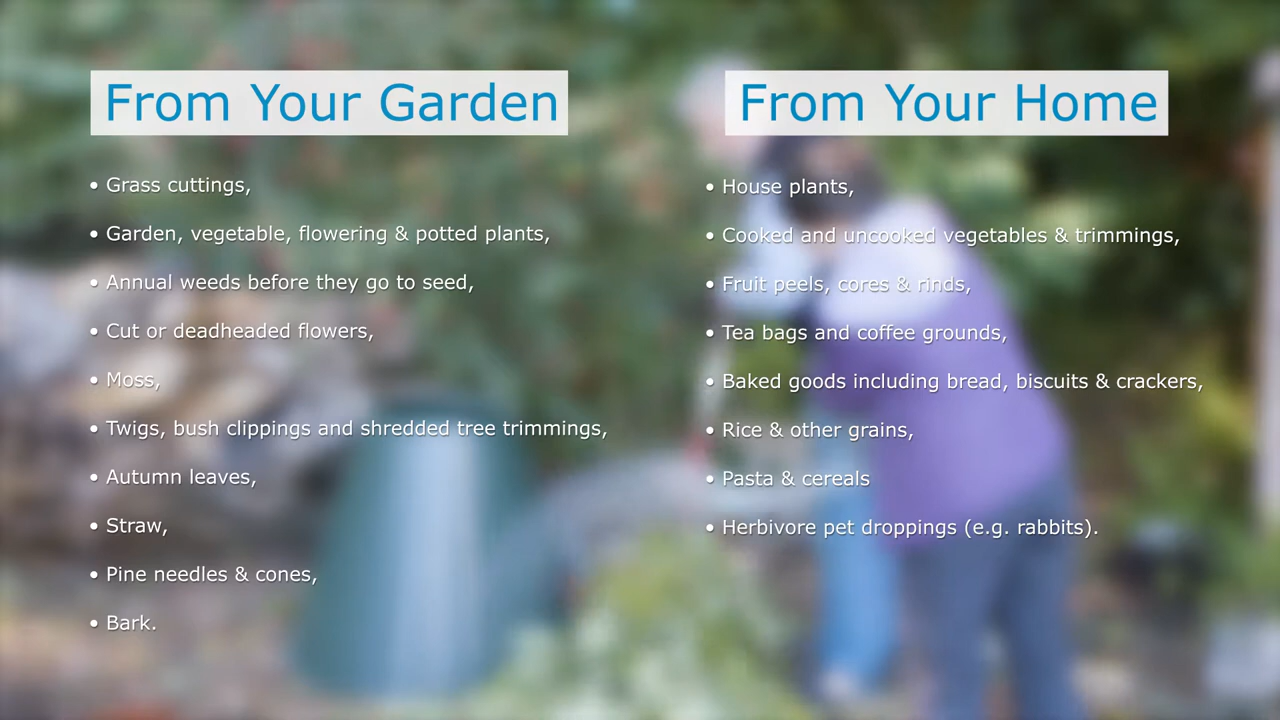 From Your Garden
• Grass cuttings,
• Garden, vegetable, flowering & potted plants,
• Annual weeds before they go to seed,
• Cut or deadheaded flowers,
• Moss,
• Twigs, bush clippings and shredded tree trimmings,
• Autumn leaves,
• Straw,
• Pine needles & cones,
• Bark.
From Your Home
• House plants,
• Cooked and uncooked vegetables & trimmings,
• Fruit peels, cores & rinds,
• Tea bags and coffee grounds,
• Baked goods including bread, biscuits & crackers,
• Rice & other grains,
• Pasta & cereals
• Herbivore pet droppings (e.g. rabbits).